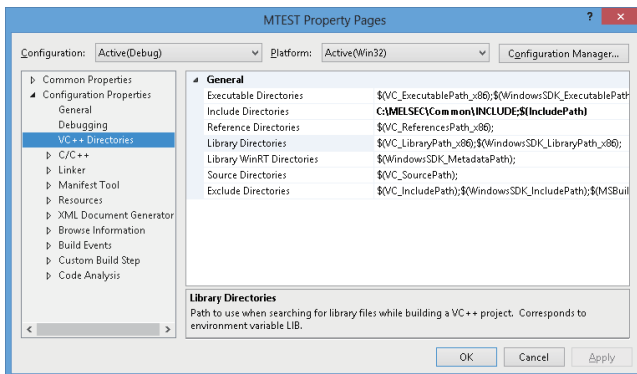 MTEST Property Pages
? ×
Configuration: Active(Debug) Platform: Active(Win32) Configuration Manager...
Common Properties
Configuration Properties
General
Debugging
VC++ Directories
C/C++
Linker
Manifest Tool
Resources
XML Document Generator
Browse Information
Build Events
Custom Build Step
Code Analysis
General
Executable Directories $(VC_ExecutablePath_x86);$(WindowsSDK_ExecutablePath
Include Directories C:\MELSEC\Common\INCLUDE;$(IncludePath)
Reference Directories $(VC_ReferencesPath_x86);
Library Directories $(VC_LibraryPath_x86);$(WindowsSDK_LibraryPath_x86);
Library WinRT Directories $(WindowsSDK_MetadataPath);
Source Directories $(VC_SourcePath);
Exclude Directories $(VC_IncludePath);$(WindowsSDK_IncludePath);$(MSBuil
Library Directories
Path to use when searching for library files while building a VC++ project. Corresponds to
environment variable LIB.
OK Cancel Apply